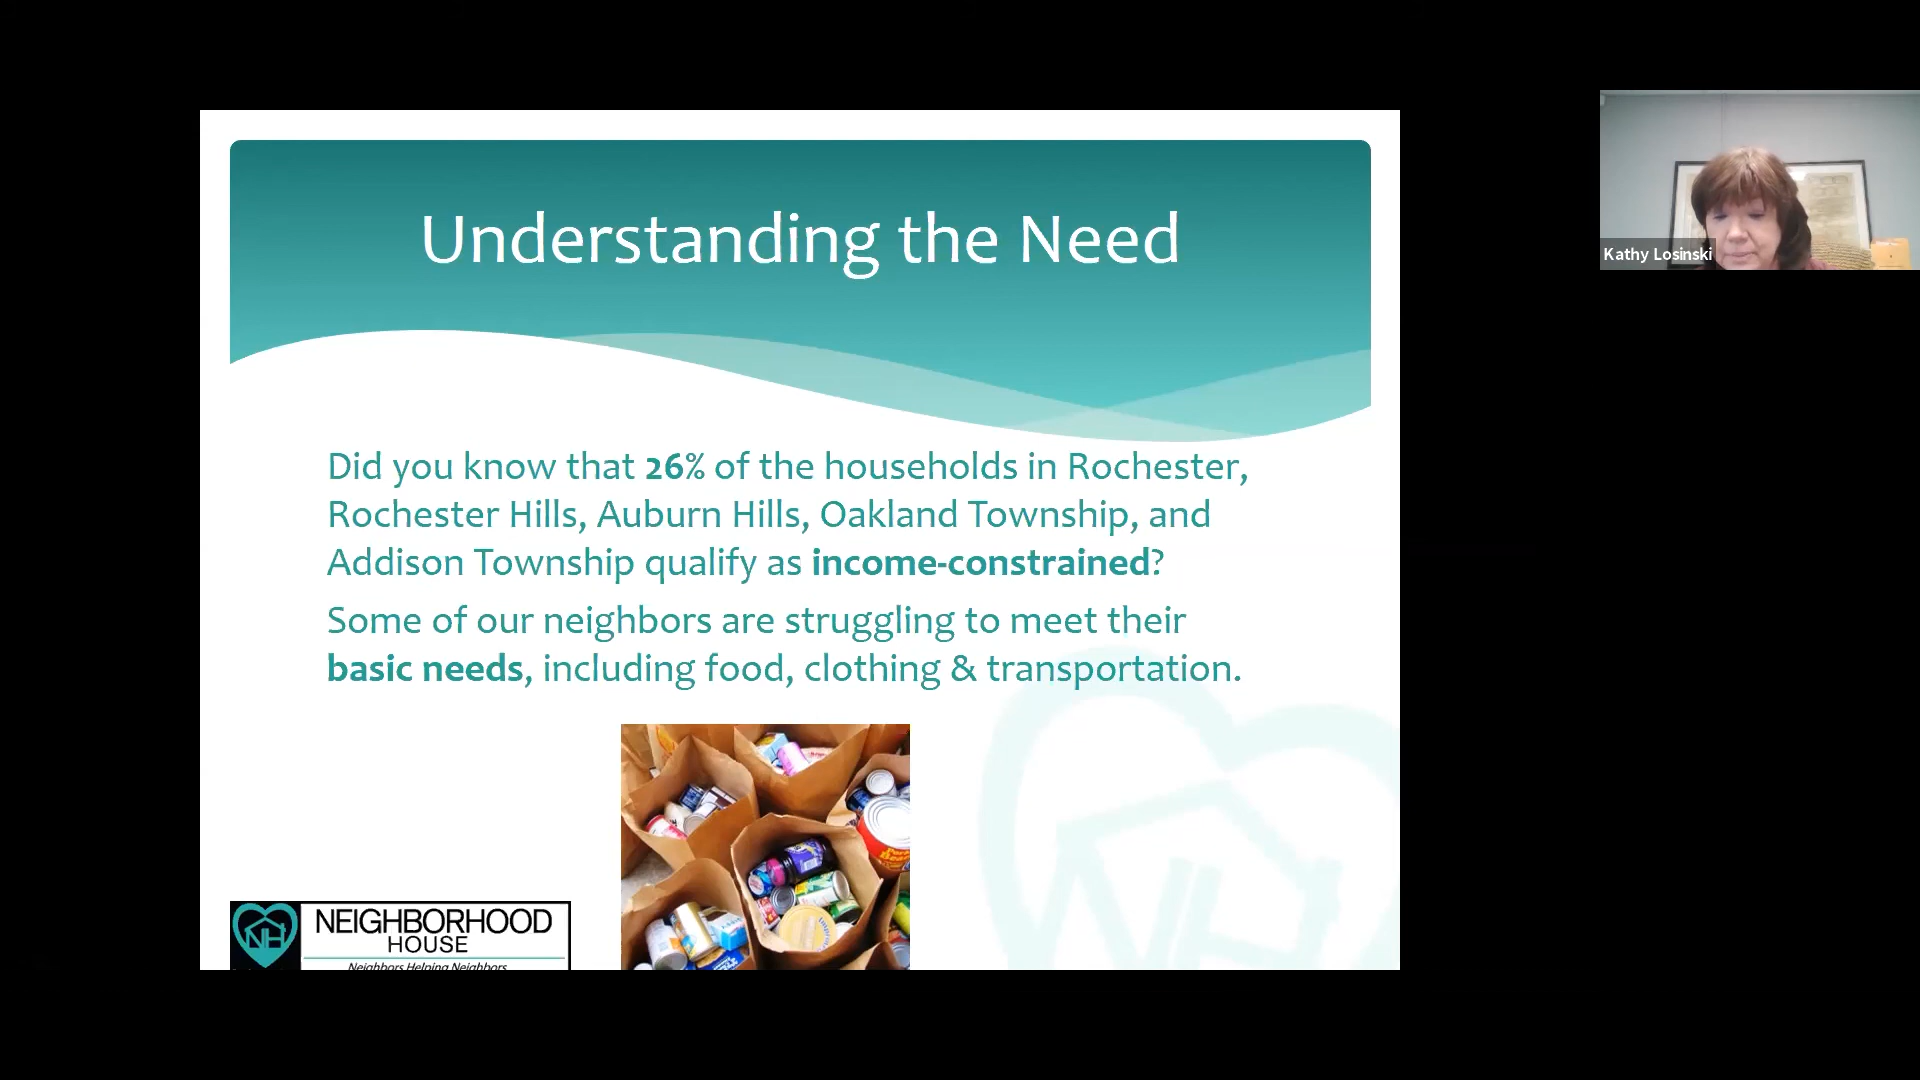 Understanding the Need
Did you know that 26% of the households in Rochester,
Rochester Hills, Auburn Hills, Oakland Township, and
Addison Township qualify as income-constrained?
Some of our neighbors are struggling to meet their
basic needs, including food, clothing & transportation.
NH
NEIGHBORHOOD
HOUSE
Neighbors Helping Neighbors
NH
Kathy Losinski